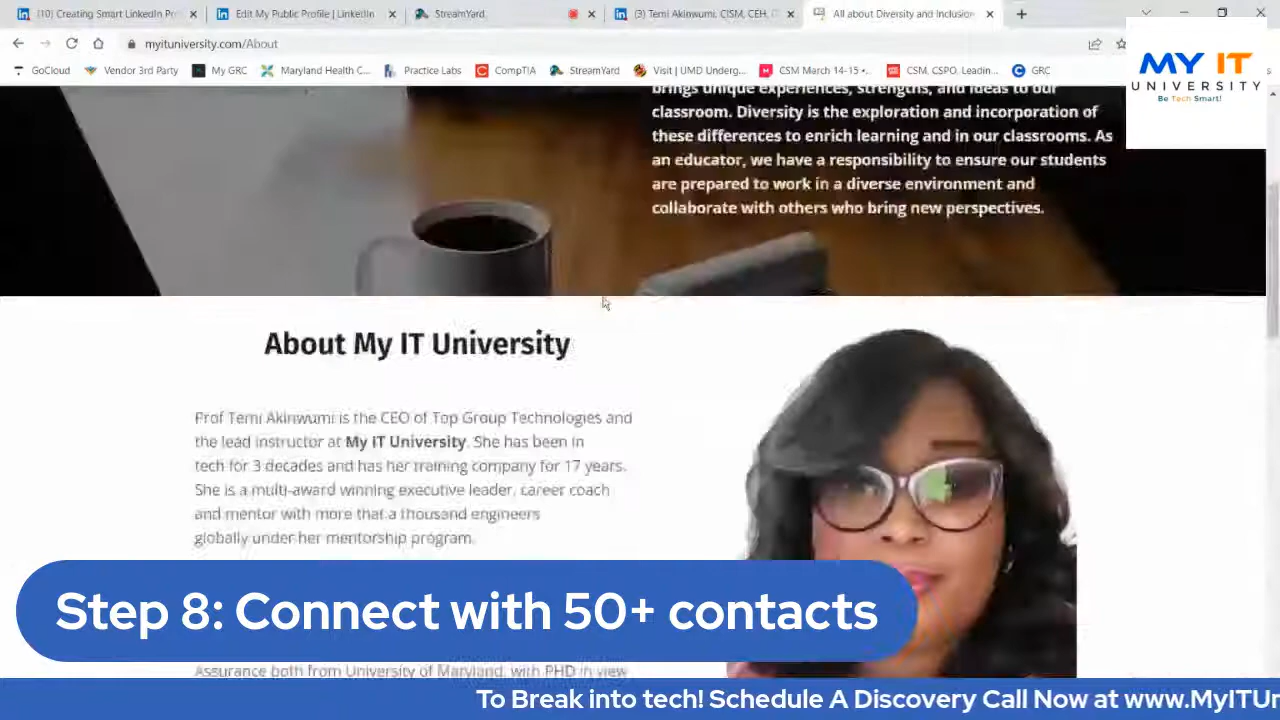 (10) Creating Smart LinkedIn Pr
Edit My Public Profile | LinkedIn
StreamYard
(3) Temi Akinwumi, CISM, CEH, I
All about Diversity and Inclusion
myituniversity.com/About
GoCloud
Vendor 3rd Party
My GRC
Maryland Health C...
Practice Labs
CompTIA
StreamYard
Visit | UMD Underg...
CSM March 14-15 •...
CSM, CSPO, Leadin...
GRC
MY IT
UNIVERSITY
Be Tech Smart!
brings unique experiences, strengths, and ideas to our
classroom. Diversity is the exploration and incorporation of
these differences to enrich learning and in our classrooms. As
an educator, we have a responsibility to ensure our students
are prepared to work in a diverse environment and
collaborate with others who bring new perspectives.
About My IT University
Prof Temi Akinwumi is the CEO of Top Group Technologies and
the lead instructor at My IT University. She has been in
tech for 3 decades and has her training company for 17 years.
She is a multi-award winning executive leader, career coach
and mentor with more that a thousand engineers
globally under her mentorship program.
Step 8: Connect with 50+ contacts
Assurance both from University of Maryland, with PHD in view
To Break into tech! Schedule A Discovery Call Now at www.MyITUr